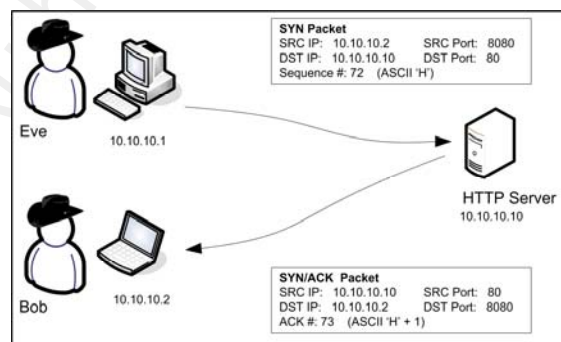 SYN Packet
SRC IP: 10.10.10.2 SRC Port: 8080
DST IP: 10.10.10.10 DST Port: 80
Sequence #: 72 (ASCII 'H')
Eve
10.10.10.1
HTTP Server
10.10.10.10
Bob
10.10.10.2
SYN/ACK Packet
SRC IP: 10.10.10.10 SRC Port: 80
DST IP: 10.10.10.2 DST Port: 8080
ACK #: 73 (ASCII 'H' + 1)